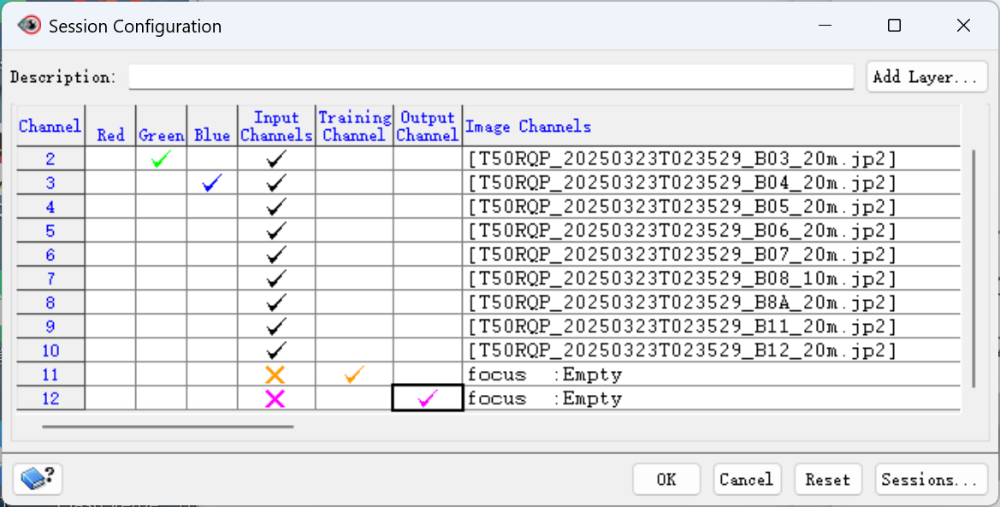 Session Configuration
Description:
Add Layer...
Channel Red Green Blue Input Channels Training Channel Output Channel Image Channels
2 [T50RQP_20250323T023529_B03_20m.jp2]
3 [T50RQP_20250323T023529_B04_20m.jp2]
4 [T50RQP_20250323T023529_B05_20m.jp2]
5 [T50RQP_20250323T023529_B06_20m.jp2]
6 [T50RQP_20250323T023529_B07_20m.jp2]
7 [T50RQP_20250323T023529_B08_10m.jp2]
8 [T50RQP_20250323T023529_B8A_20m.jp2]
9 [T50RQP_20250323T023529_B11_20m.jp2]
10 [T50RQP_20250323T023529_B12_20m.jp2]
11 focus :Empty
12 focus :Empty
? OK Cancel Reset Sessions...